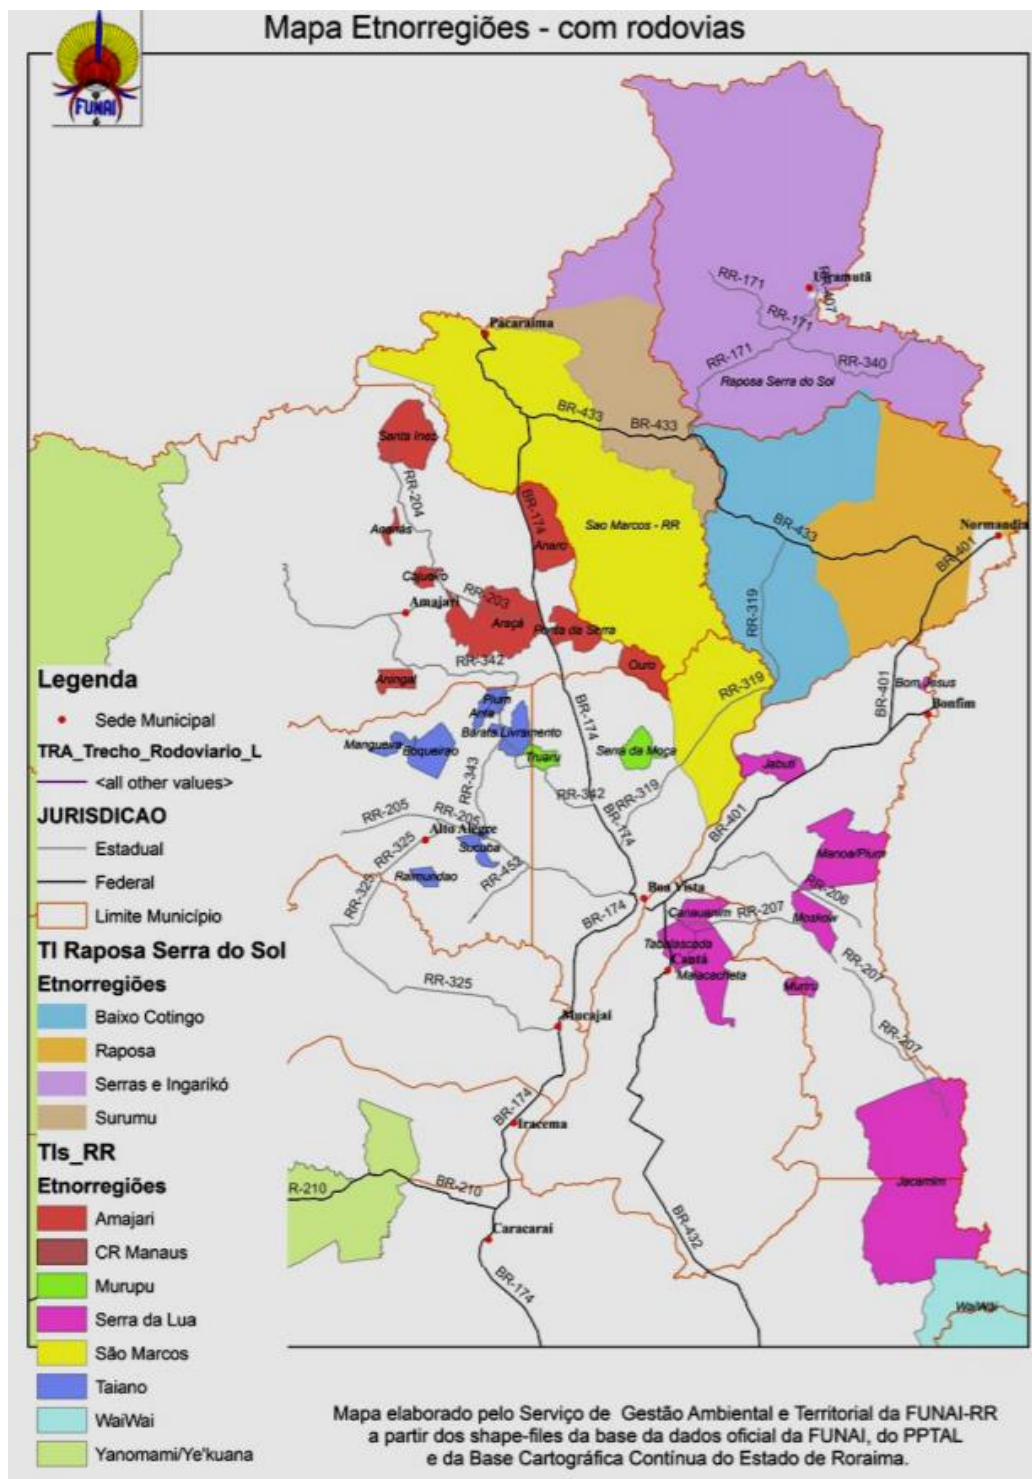 Mapa Etnorregiões - com rodovias
FUNAI
Uiramutã
RR-171
RR-407
RR-171
RR-171
RR-340
Raposa Serra do Sol
Pacaraima
BR-433
BR-433
Santa Inez
RR-204
BR-174
Sao Marcos - RR
BR-433
Normandia
BR-401
Ananás
Anaro
Cajueiro
RR-203
Amajari
Araçá
Ponta da Serra
RR-319
RR-342
Ouro
RR-319
Aningal
BR-401
Bom Jesus
Bonfim
Pium
Anta
Barata Livramento
BR-174
Mangueira
Boqueirao
Truaru
Serra da Moça
Jabuti
RR-343
RR-342
RR-319
RR-205
RR-205
BR-174
BR-401
Alto Alegre
RR-325
Sucuba
Manoa/Pium
Raimundao
RR-452
RR-325
RR-206
Boa Vista
BR-174
Canauanim
RR-207
Moskow
Tabalascada
Cantá
Malacacheta
RR-207
RR-325
Muriru
Mucajaí
RR-207
BR-174
Iracema
Jacamim
R-210
BR-210
Caracaraí
BR-432
BR-174
WaiWai
Legenda
Sede Municipal
TRA_Trecho_Rodoviario_L
<all other values>
JURISDICAO
Estadual
Federal
Limite Município
TI Raposa Serra do Sol
Etnorregiões
Baixo Cotingo
Raposa
Serras e Ingarikó
Surumu
TIs_RR
Etnorregiões
Amajari
CR Manaus
Murupu
Serra da Lua
São Marcos
Taiano
WaiWai
Yanomami/Ye'kuana
Mapa elaborado pelo Serviço de Gestão Ambiental e Territorial da FUNAI-RR
a partir dos shape-files da base da dados oficial da FUNAI, do PPTAL
e da Base Cartográfica Contínua do Estado de Roraima.